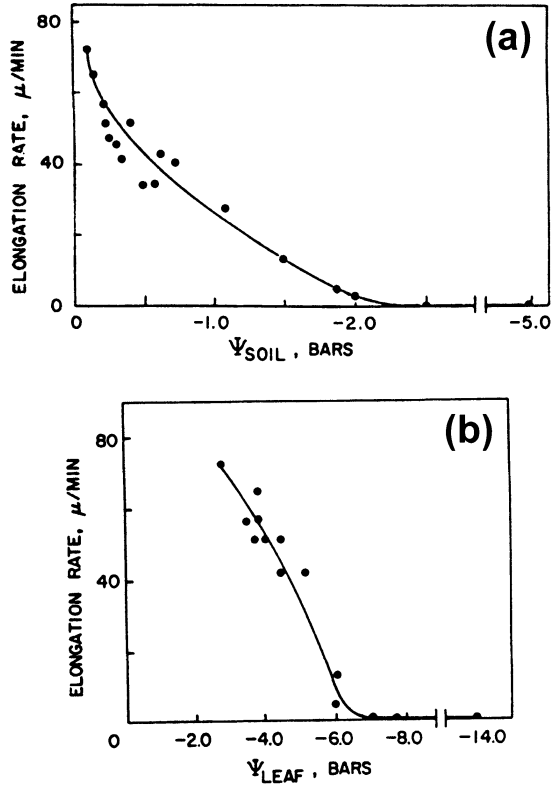 (a)
80
40
0
ELONGATION RATE, μ/MIN
0 -1.0 -2.0 -5.0
ΨSOIL , BARS
(b)
80
40
ELONGATION RATE, μ/MIN
0 -2.0 -4.0 -6.0 -8.0 -14.0
ΨLEAF , BARS